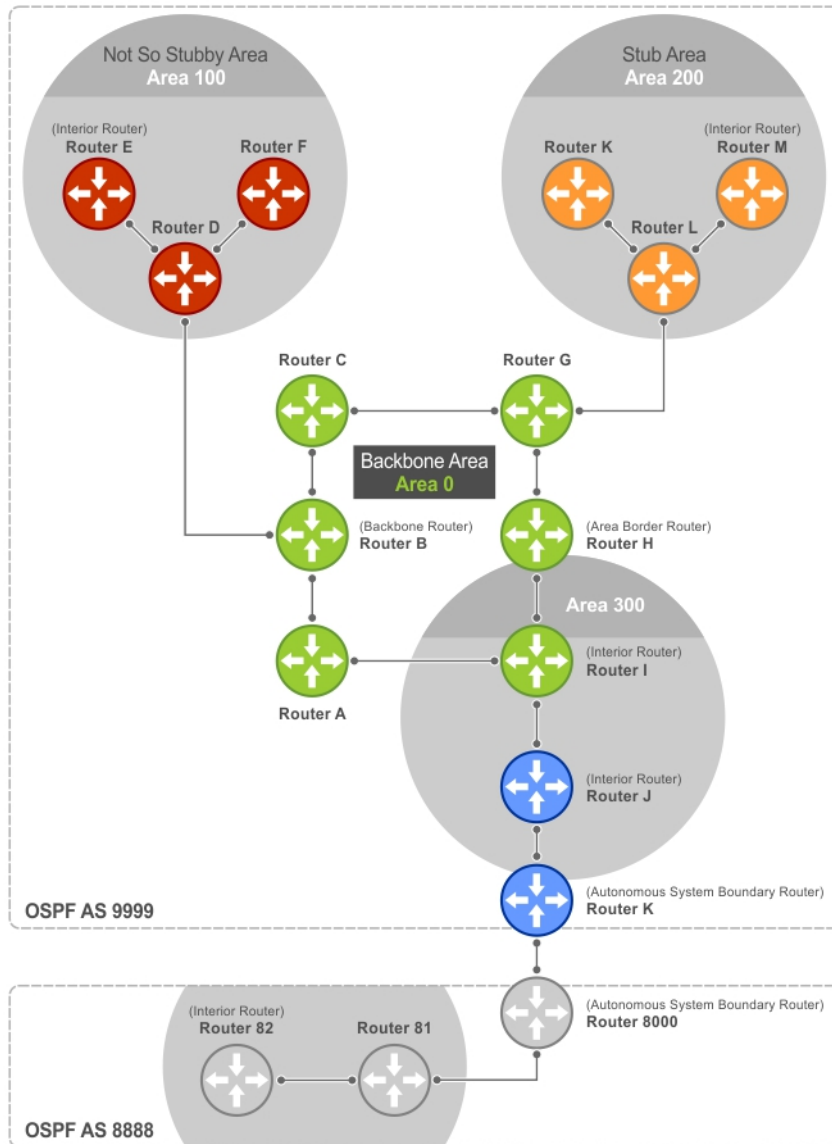 Not So Stubby Area
Area 100
(Interior Router)
Router E
Router F
Router D
Stub Area
Area 200
Router K
(Interior Router)
Router M
Router L
Router C
Router G
Backbone Area
Area 0
(Backbone Router)
Router B
(Area Border Router)
Router H
Area 300
Router A
(Interior Router)
Router I
(Interior Router)
Router J
(Autonomous System Boundary Router)
Router K
OSPF AS 9999
(Autonomous System Boundary Router)
Router 8000
(Interior Router)
Router 82
Router 81
OSPF AS 8888